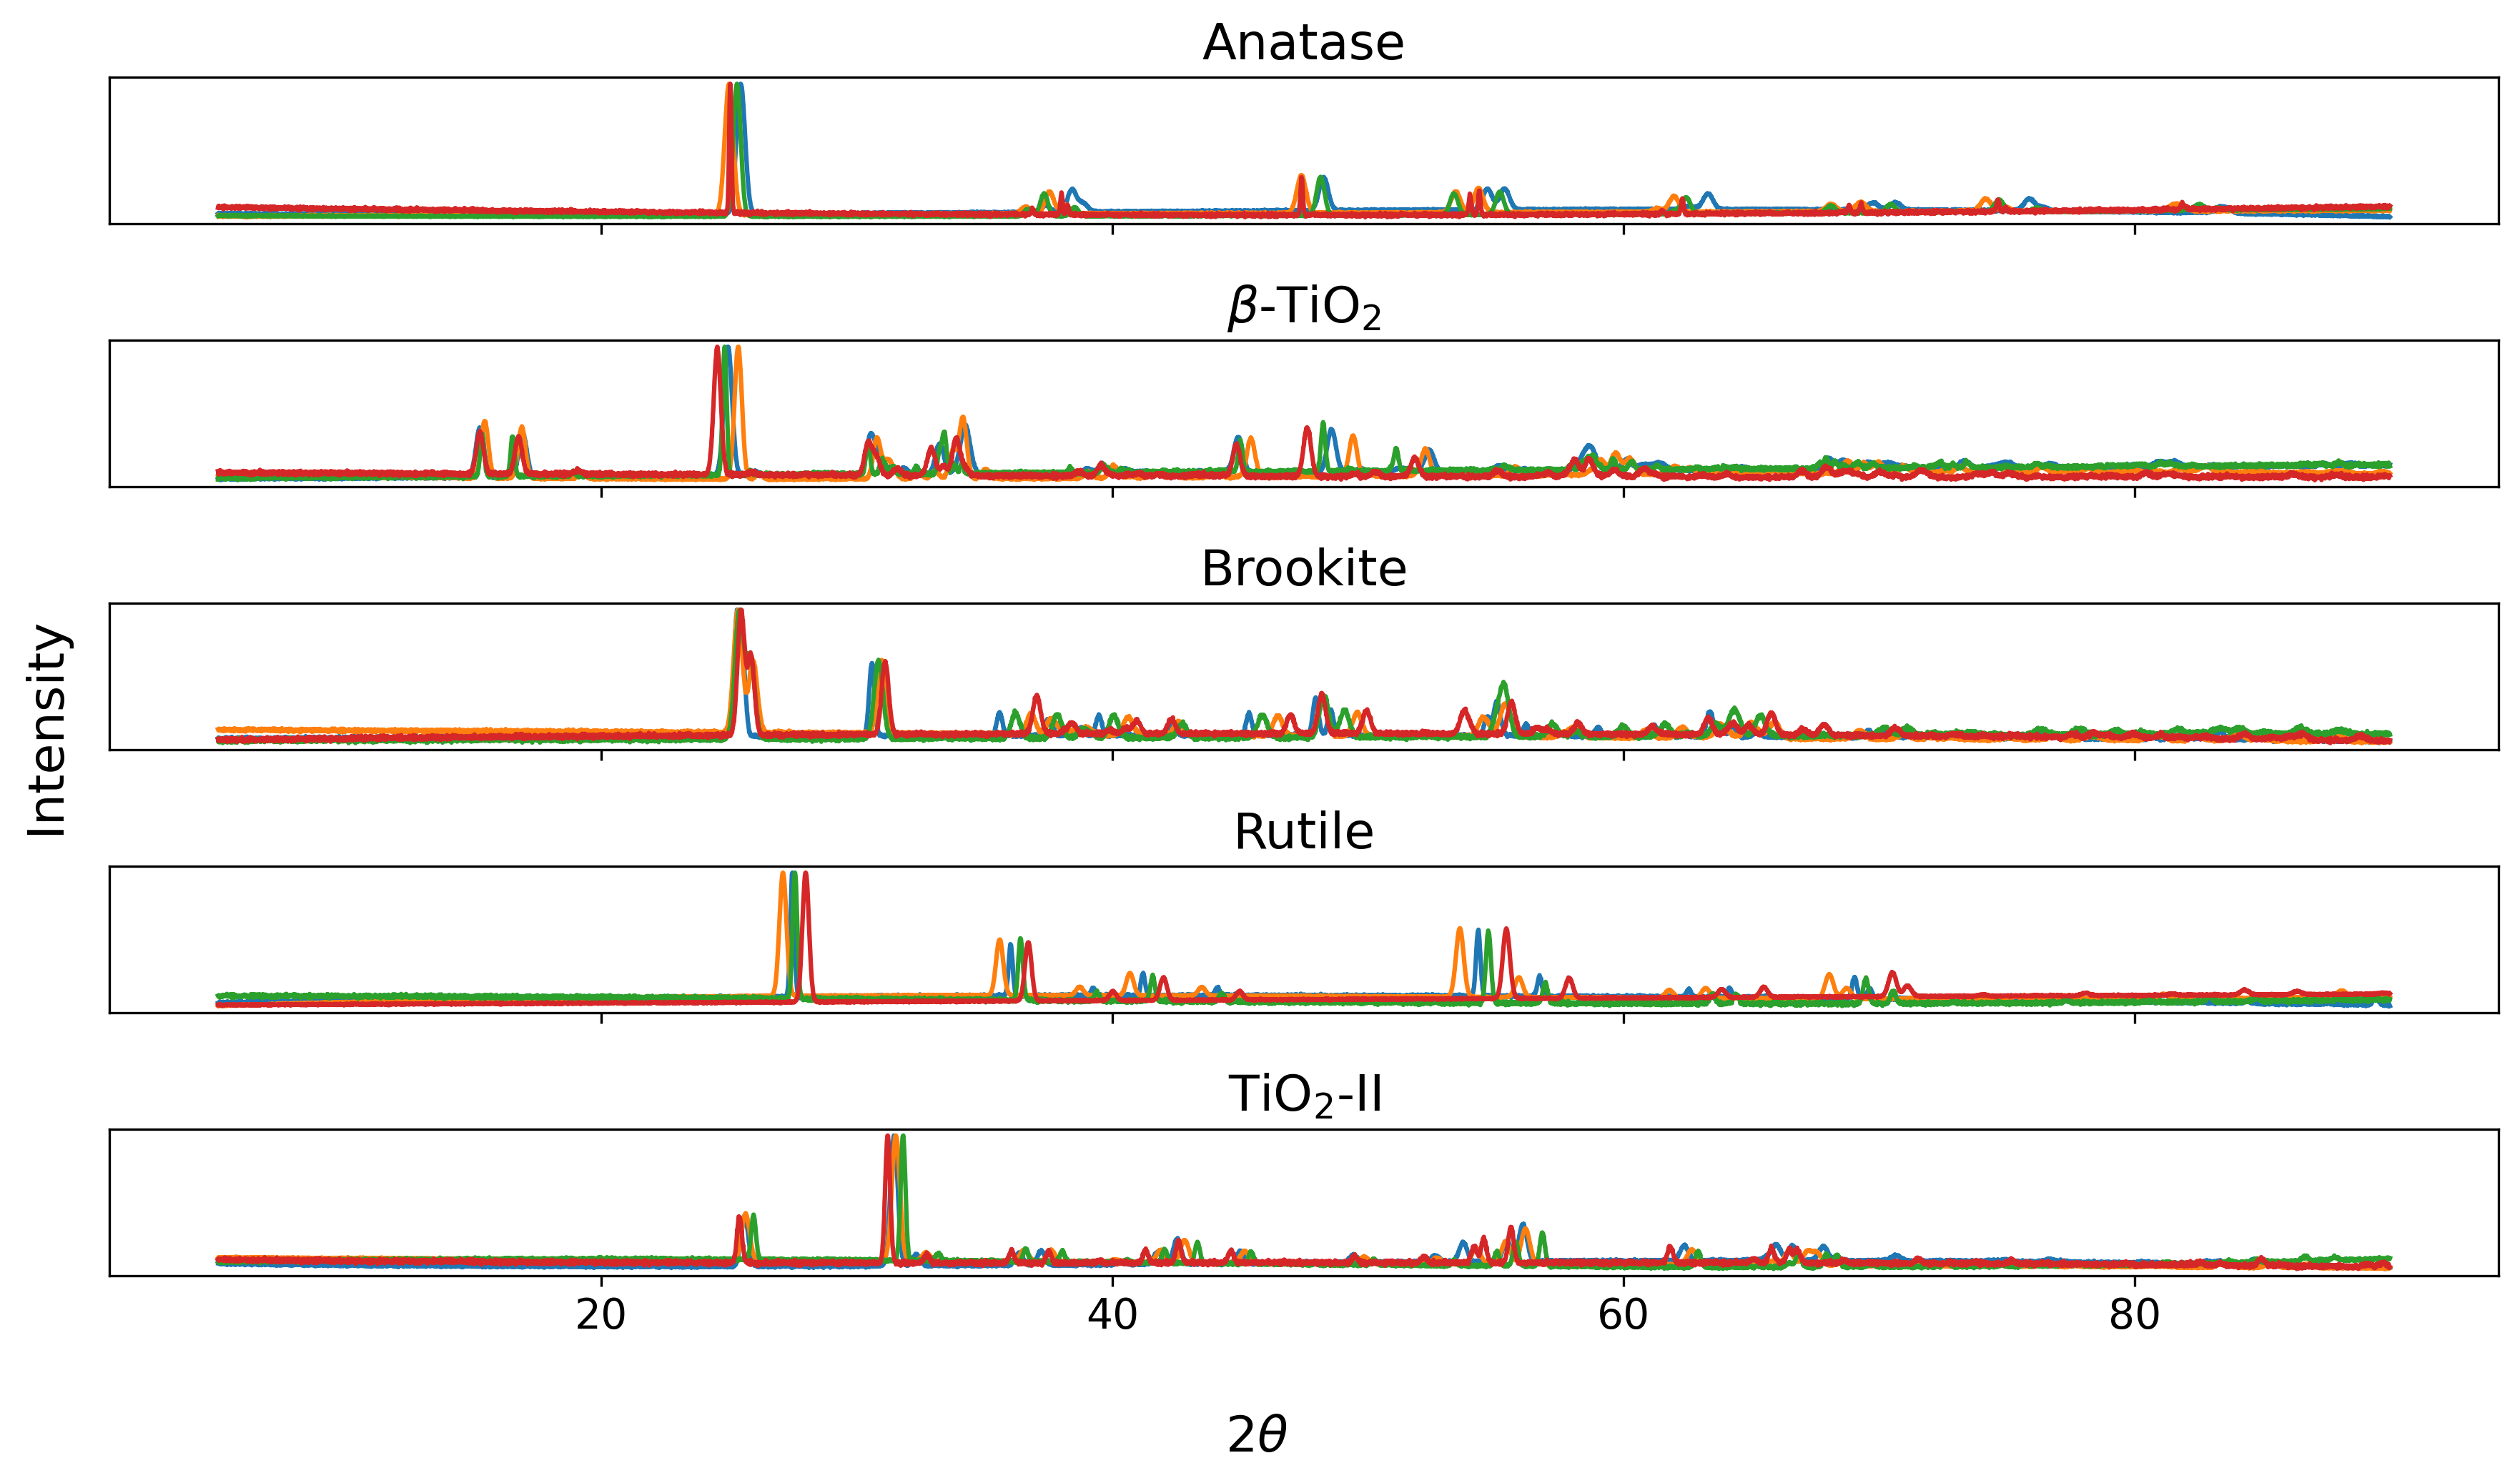 Anatase
β-TiO₂
Brookite
Intensity
Rutile
TiO₂-II
20 40 60 80
2θ